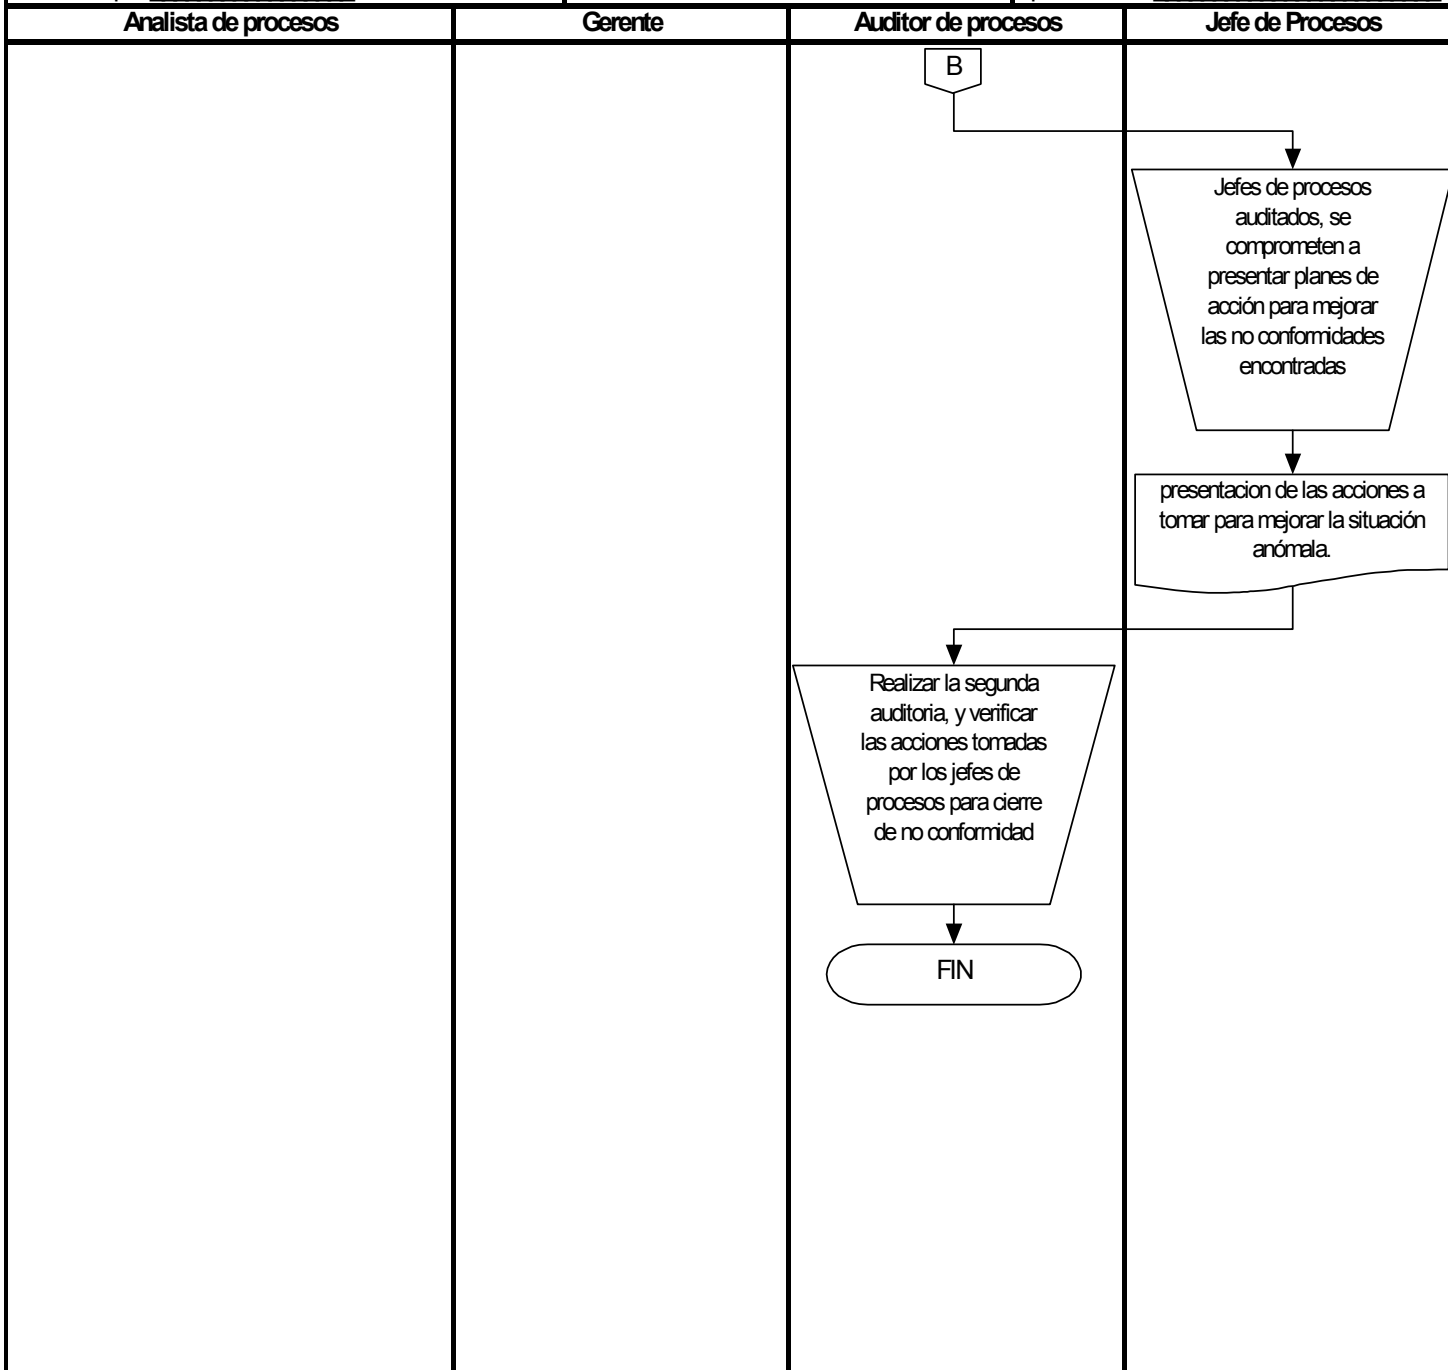 Analista de procesos Gerente Auditor de procesos Jefe de Procesos
B
Jefes de procesos
auditados, se
comprometen a
presentar planes de
acción para mejorar
las no conformidades
encontradas
presentacion de las acciones a
tomar para mejorar la situación
anómala.
Realizar la segunda
auditoria, y verificar
las acciones tomadas
por los jefes de
procesos para cierre
de no conformidad
FIN